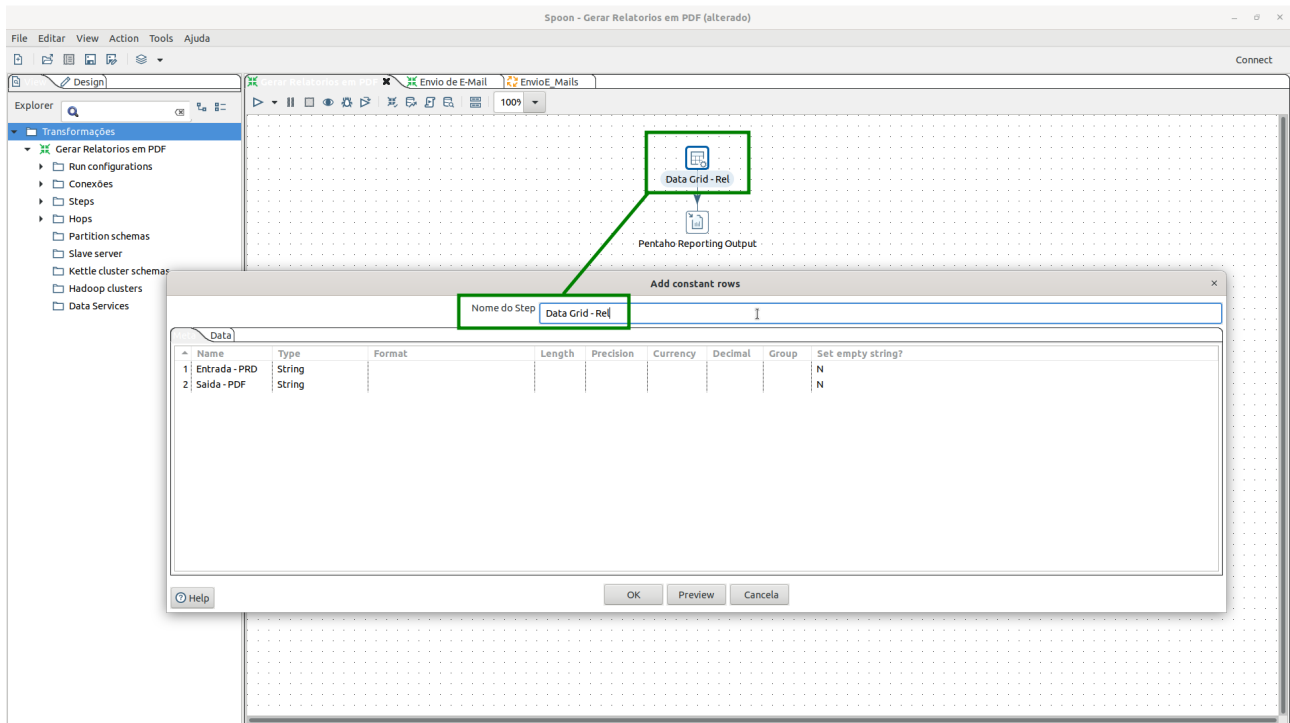 Spoon - Gerar Relatorios em PDF (alterado)
File Editar View Action Tools Ajuda
Connect
Design
Gerar Relatorios em PDF
Envio de E-Mail
EnvioE_Mails
Explorer
100%
Transformações
Gerar Relatorios em PDF
Run configurations
Conexões
Steps
Hops
Partition schemas
Slave server
Kettle cluster schemas
Hadoop clusters
Data Services
Data Grid - Rel
Pentaho Reporting Output
Add constant rows
Nome do Step Data Grid - Rel
Data
Name Type Format Length Precision Currency Decimal Group Set empty string?
1 Entrada - PRD String N
2 Saida - PDF String N
Help
OK Preview Cancela